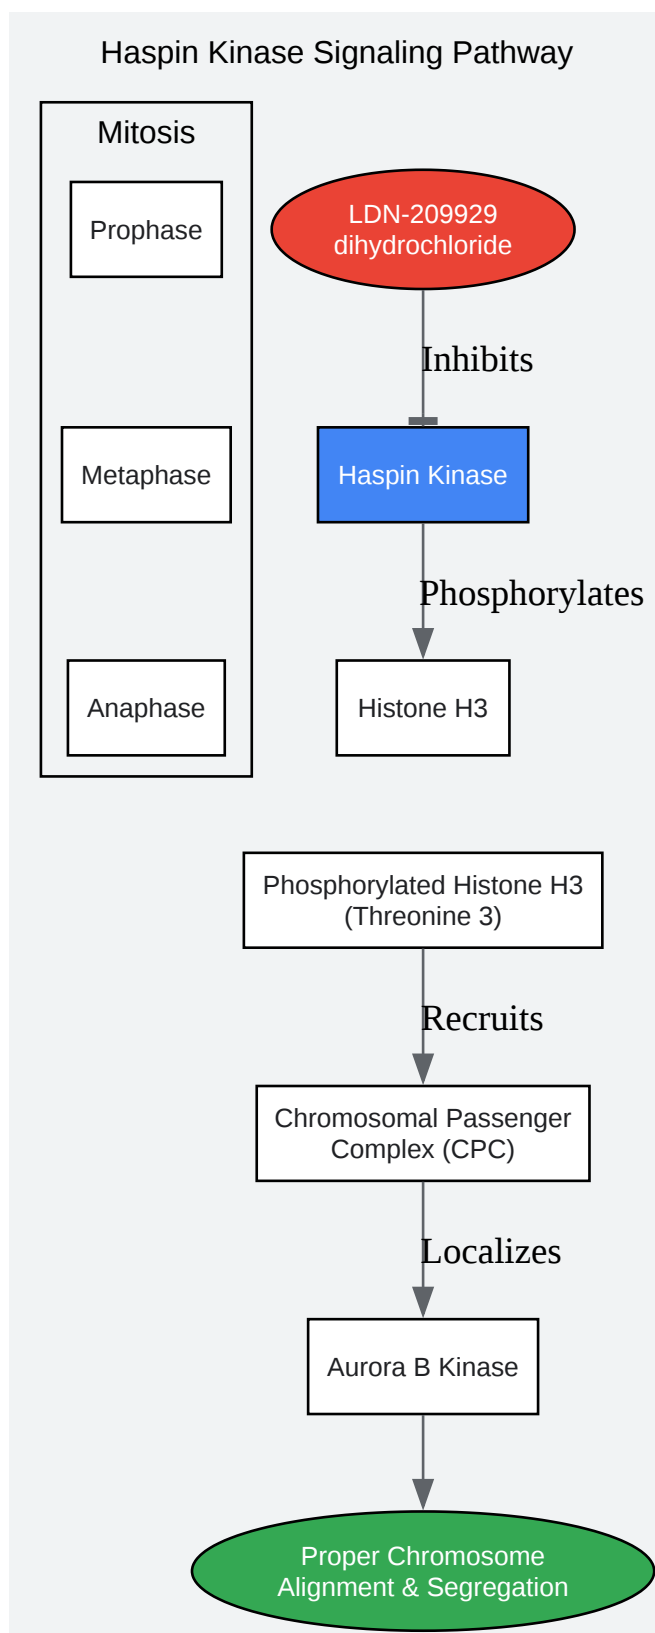 Haspin Kinase Signaling Pathway
Mitosis
Prophase
Metaphase
Anaphase
LDN-209929
dihydrochloride
Inhibits
Haspin Kinase
Phosphorylates
Histone H3
Phosphorylated Histone H3
(Threonine 3)
Recruits
Chromosomal Passenger
Complex (CPC)
Localizes
Aurora B Kinase
Proper Chromosome
Alignment & Segregation